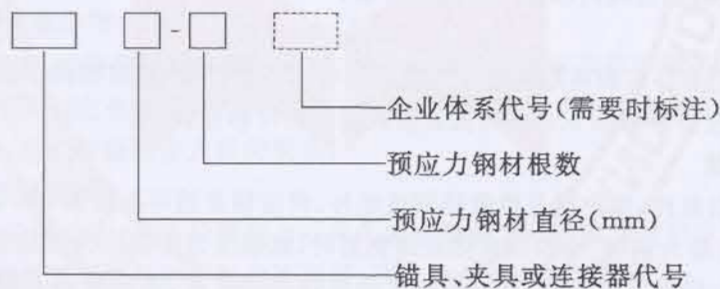 -
企业体系代号(需要时标注)
预应力钢材根数
预应力钢材直径(mm)
锚具、夹具或连接器代号